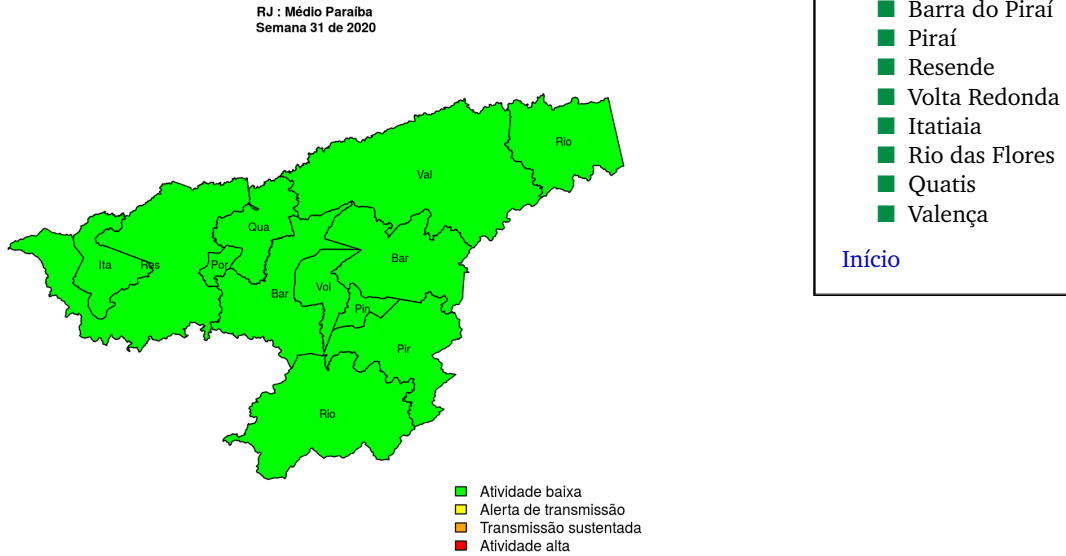 RJ : Médio Paraíba
Semana 31 de 2020
Rio
Val
Qua
Ita
Res
Por
Bar
Bar
Vol
Pin
Pir
Rio
Atividade baixa
Alerta de transmissão
Transmissão sustentada
Atividade alta
Barra do Piraí
Piraí
Resende
Volta Redonda
Itatiaia
Rio das Flores
Quatis
Valença
Início